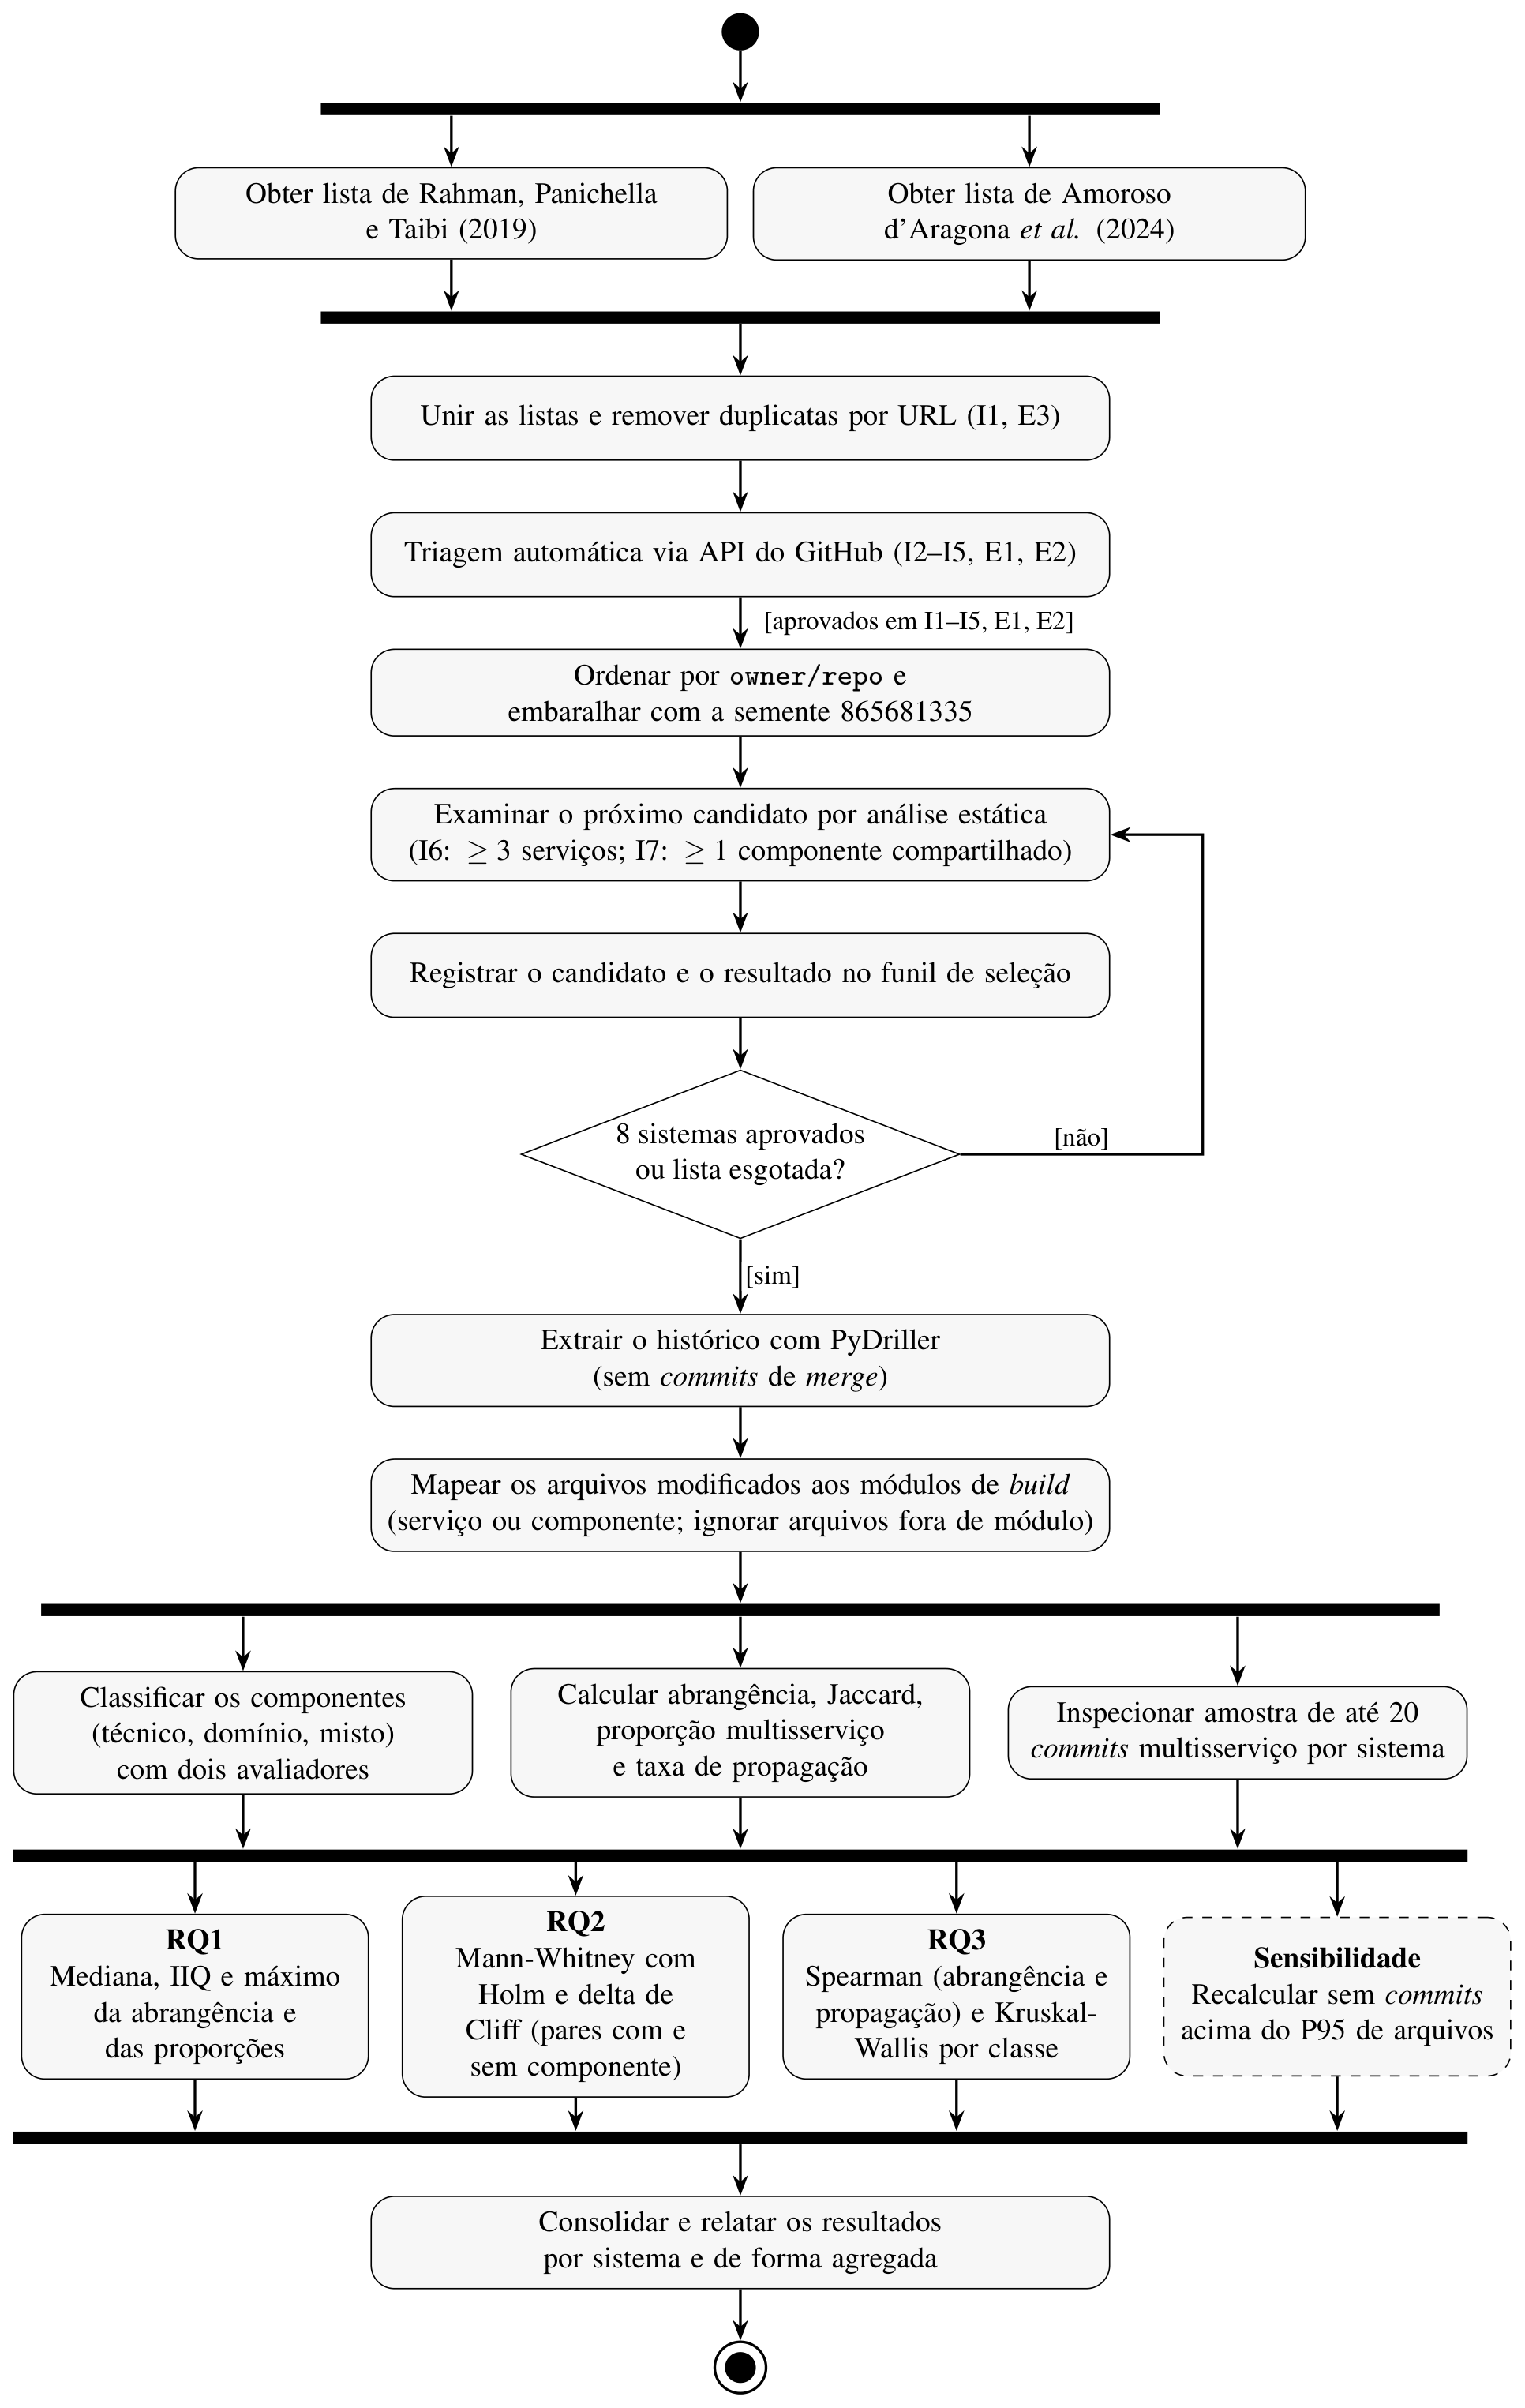 Obter lista de Rahman, Panichella
e Taibi (2019)
Obter lista de Amoroso
d’Aragona et al. (2024)
Unir as listas e remover duplicatas por URL (I1, E3)
Triagem automática via API do GitHub (I2–I5, E1, E2)
[aprovados em I1–I5, E1, E2]
Ordenar por owner/repo e
embaralhar com a semente 865681335
Examinar o próximo candidato por análise estática
(I6: ≥ 3 serviços; I7: ≥ 1 componente compartilhado)
Registrar o candidato e o resultado no funil de seleção
8 sistemas aprovados
ou lista esgotada?
[não]
[sim]
Extrair o histórico com PyDriller
(sem commits de merge)
Mapear os arquivos modificados aos módulos de build
(serviço ou componente; ignorar arquivos fora de módulo)
Classificar os componentes
(técnico, domínio, misto)
com dois avaliadores
Calcular abrangência, Jaccard,
proporção multisserviço
e taxa de propagação
Inspecionar amostra de até 20
commits multisserviço por sistema
RQ1
Mediana, IIQ e máximo
da abrangência e
das proporções
RQ2
Mann-Whitney com
Holm e delta de
Cliff (pares com e
sem componente)
RQ3
Spearman (abrangência e
propagação) e Kruskal-
Wallis por classe
Sensibilidade
Recalcular sem commits
acima do P95 de arquivos
Consolidar e relatar os resultados
por sistema e de forma agregada